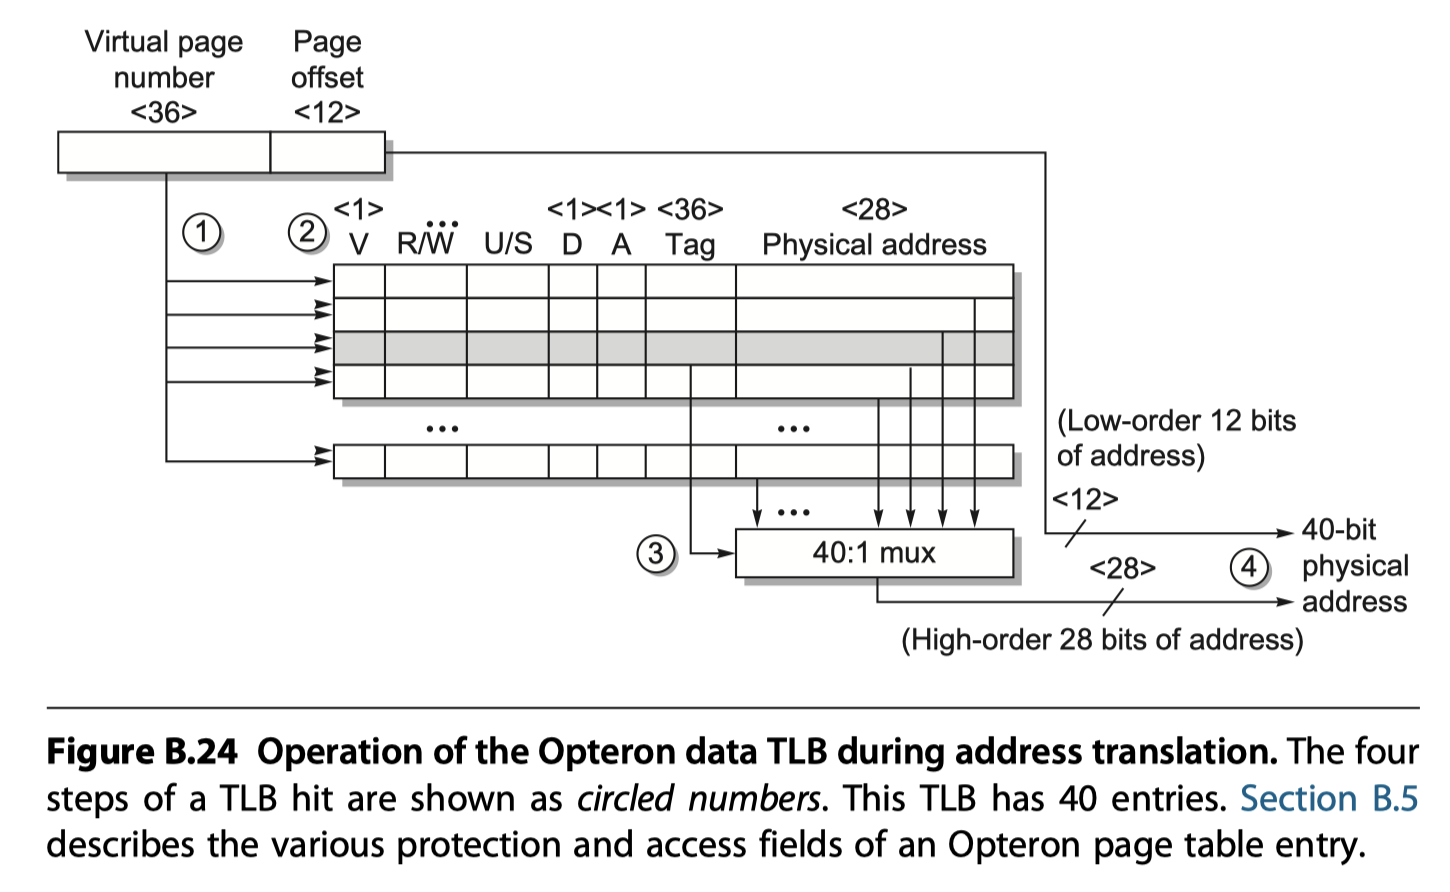 Virtual page Page
number offset
<36> <12>
<1> ... <1><1> <36> <28>
1 2 V R/W U/S D A Tag Physical address
... ...
(Low-order 12 bits
of address)
...
<12>
40-bit
3 40:1 mux
<28> 4 physical
address
(High-order 28 bits of address)
Figure B.24 Operation of the Opteron data TLB during address translation. The four
steps of a TLB hit are shown as circled numbers. This TLB has 40 entries. Section B.5
describes the various protection and access fields of an Opteron page table entry.